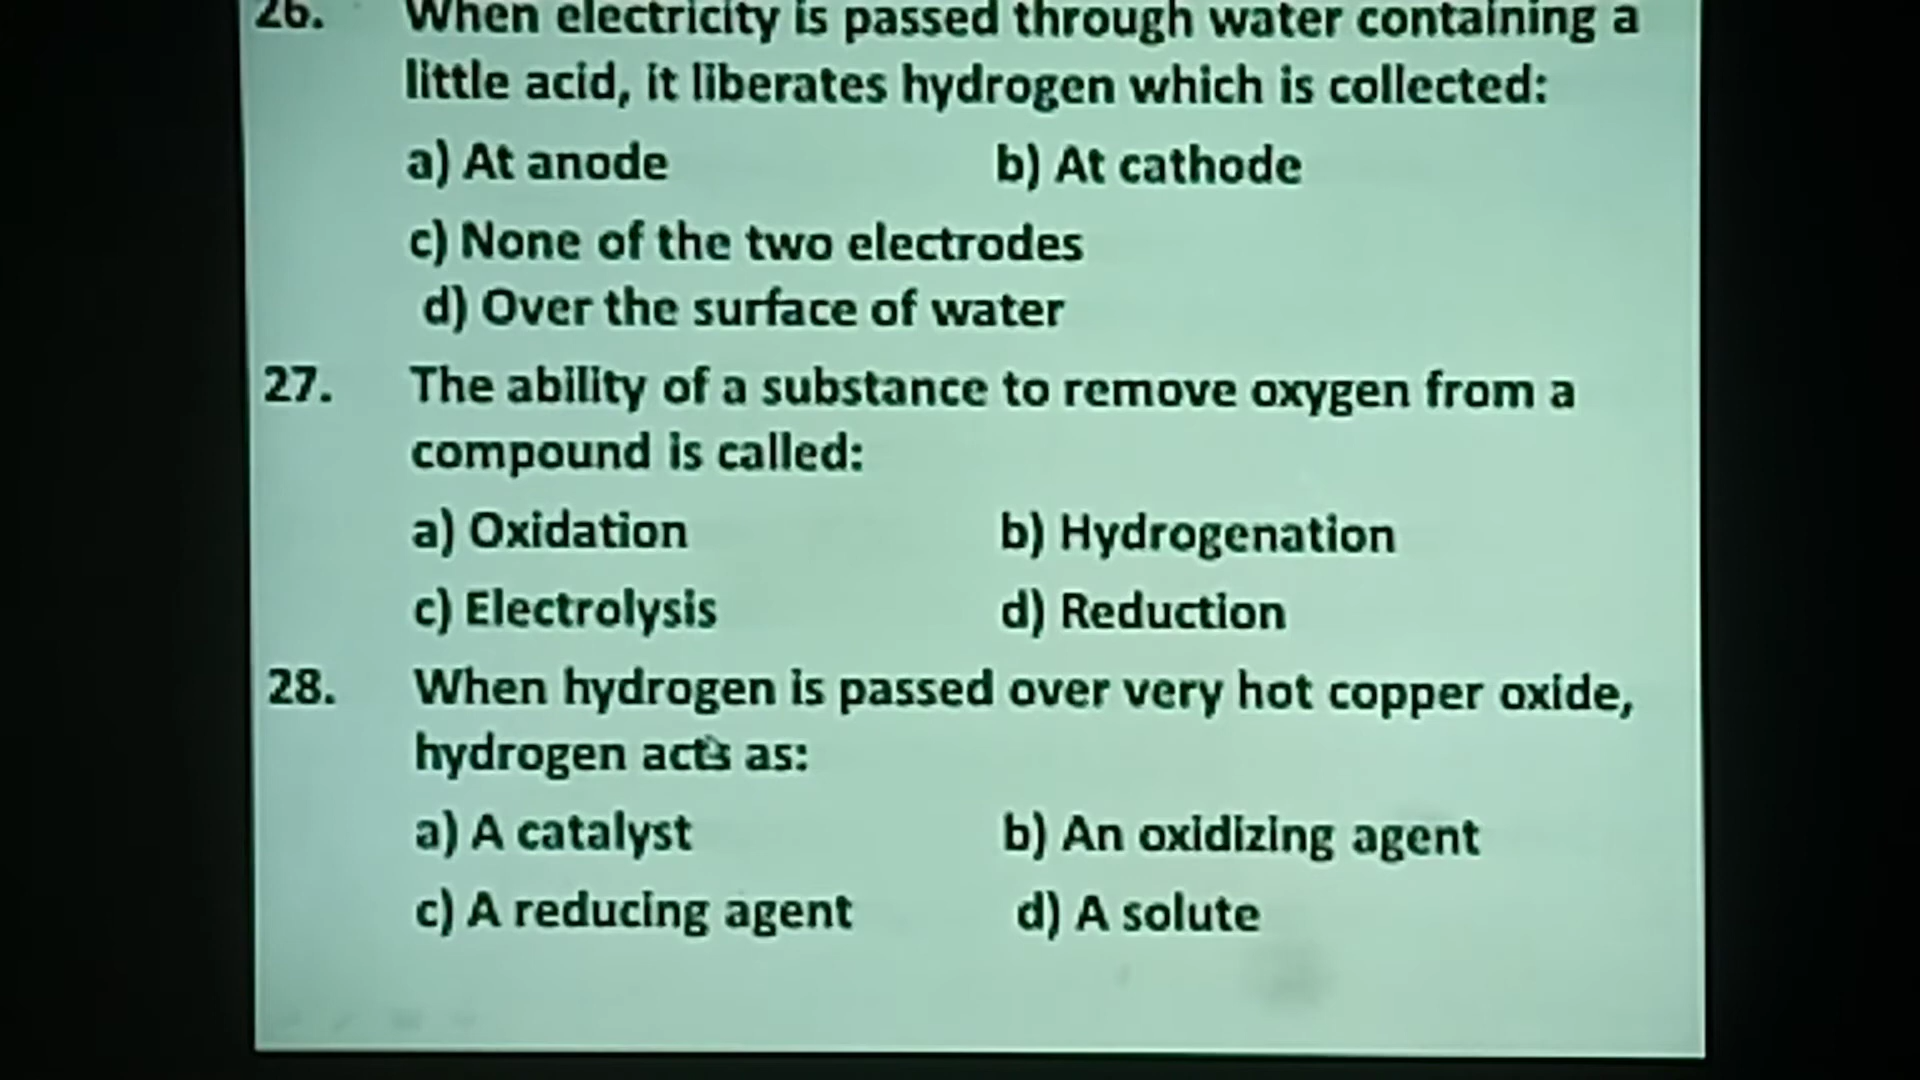 26. When electricity is passed through water containing a
little acid, it liberates hydrogen which is collected:
a) At anode b) At cathode
c) None of the two electrodes
d) Over the surface of water
27. The ability of a substance to remove oxygen from a
compound is called:
a) Oxidation b) Hydrogenation
c) Electrolysis d) Reduction
28. When hydrogen is passed over very hot copper oxide,
hydrogen acts as:
a) A catalyst b) An oxidizing agent
c) A reducing agent d) A solute